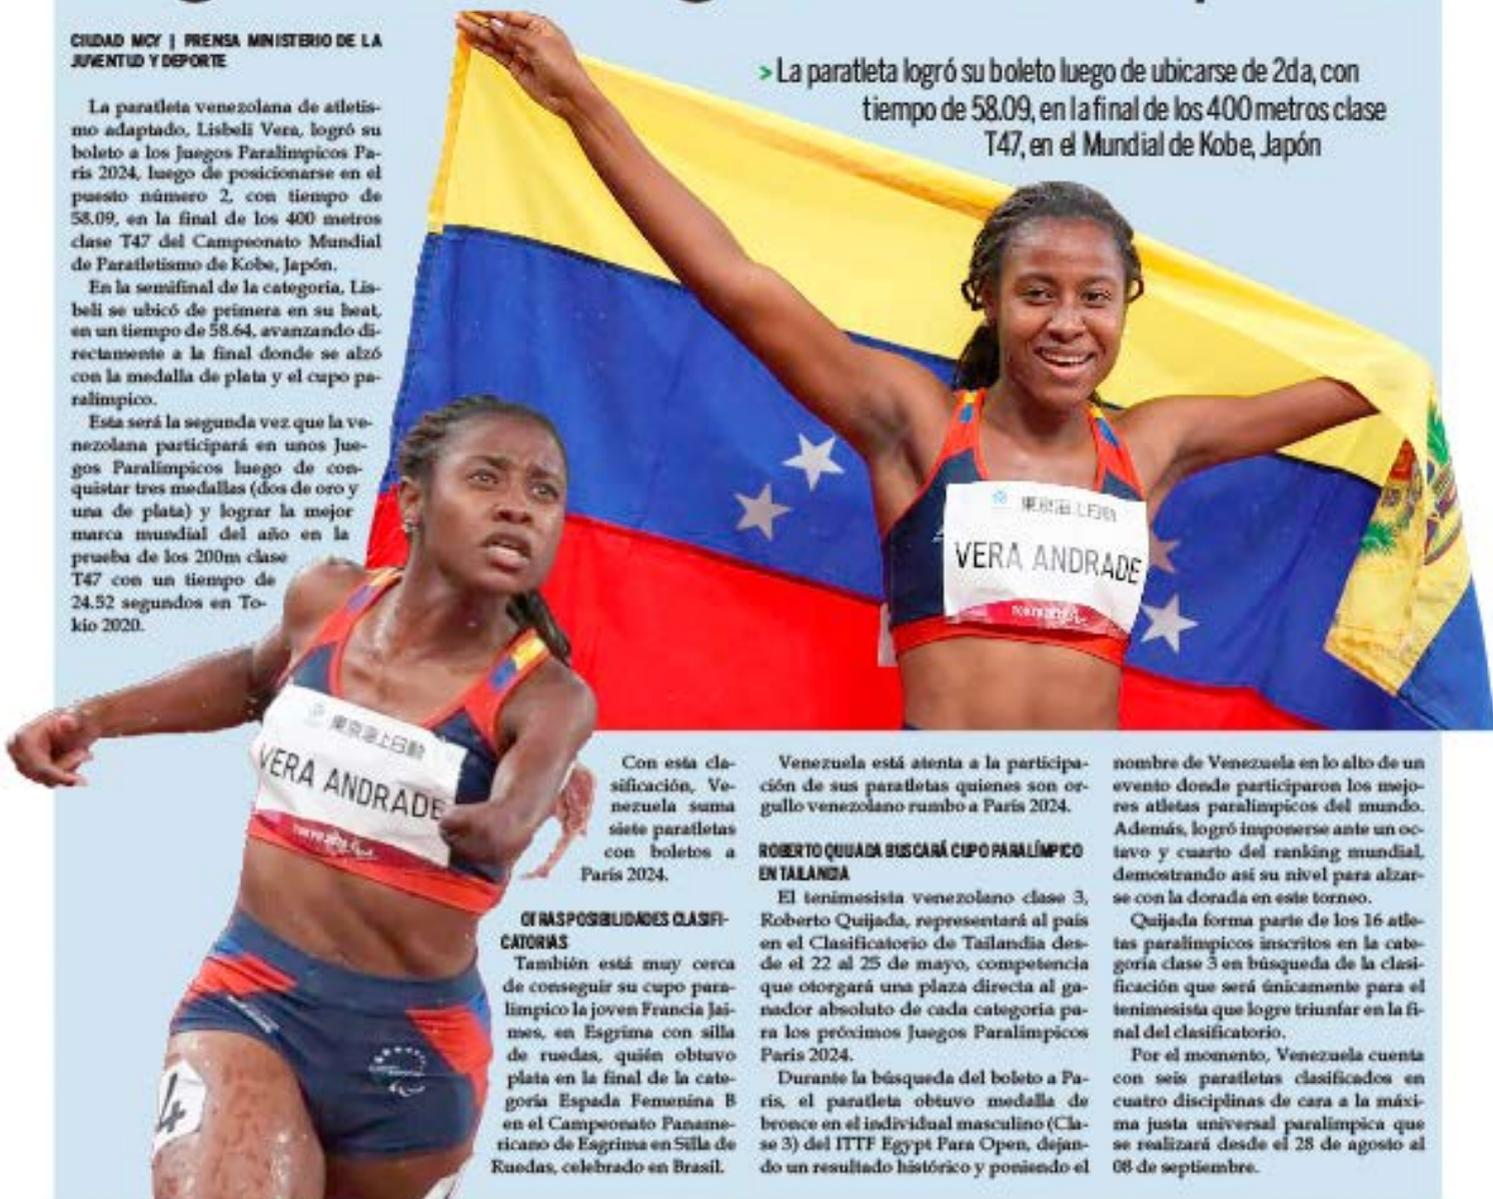 CIUDAD MCY | PRENSA MINISTERIO DE LA
JUVENTUD Y DEPORTE
La paratleta venezolana de atletis-
mo adaptado, Lisbeli Vera, logró su
boleto a los Juegos Paralímpicos Pa-
ris 2024, luego de posicionarse en el
puesto número 2, con tiempo de
58.09, en la final de los 400 metros
clase T47 del Campeonato Mundial
de Paratletismo de Kobe, Japón.
En la semifinal de la categoría, Lis-
beli se ubicó de primera en su heat,
en un tiempo de 58.64, avanzando di-
rectamente a la final donde se alzó
con la medalla de plata y el cupo pa-
ralímpico.
Esta será la segunda vez que la ve-
nezolana participará en unos Jue-
gos Paralímpicos luego de con-
quistar tres medallas (dos de oro y
una de plata) y lograr la mejor
marca mundial del año en la
prueba de los 200m clase
T47 con un tiempo de
24.52 segundos en To-
kio 2020.
> La paratleta logró su boleto luego de ubicarse de 2da, con
tiempo de 58.09, en la final de los 400 metros clase
T47, en el Mundial de Kobe, Japón
東京海上日動
VERA ANDRADE
東京海上日動
VERA ANDRADE
4
Con esta cla-
sificación, Ve-
nezuela suma
siete paratletas
con boletos a
París 2024.
OTRAS POSIBILIDADES CLASIFI-
CATORIAS
También está muy cerca
de conseguir su cupo para-
límpico la joven Francia Jai-
mes, en Esgrima con silla
de ruedas, quién obtuvo
plata en la final de la cate-
goría Espada Femenina B
en el Campeonato Paname-
ricano de Esgrima en Silla de
Ruedas, celebrado en Brasil.
Venezuela está atenta a la participa-
ción de sus paratletas quienes son or-
gullo venezolano rumbo a París 2024.
ROBERTO QUIJADA BUSCARÁ CUPO PARALÍMPICO
EN TAILANDIA
El tenimesista venezolano clase 3,
Roberto Quijada, representará al país
en el Clasificatorio de Tailandia des-
de el 22 al 25 de mayo, competencia
que otorgará una plaza directa al ga-
nador absoluto de cada categoría pa-
ra los próximos Juegos Paralímpicos
París 2024.
Durante la búsqueda del boleto a Pa-
rís, el paratleta obtuvo medalla de
bronce en el individual masculino (Cla-
se 3) del ITTF Egypt Para Open, dejan-
do un resultado histórico y poniendo el
nombre de Venezuela en lo alto de un
evento donde participaron los mejo-
res atletas paralímpicos del mundo.
Además, logró imponerse ante un oc-
tavo y cuarto del ranking mundial,
demostrando así su nivel para alzar-
se con la dorada en este torneo.
Quijada forma parte de los 16 atle-
tas paralímpicos inscritos en la cate-
goría clase 3 en búsqueda de la clasi-
ficación que será únicamente para el
tenimesista que logre triunfar en la fi-
nal del clasificatorio.
Por el momento, Venezuela cuenta
con seis paratletas clasificados en
cuatro disciplinas de cara a la máxi-
ma justa universal paralímpica que
se realizará desde el 28 de agosto al
08 de septiembre.